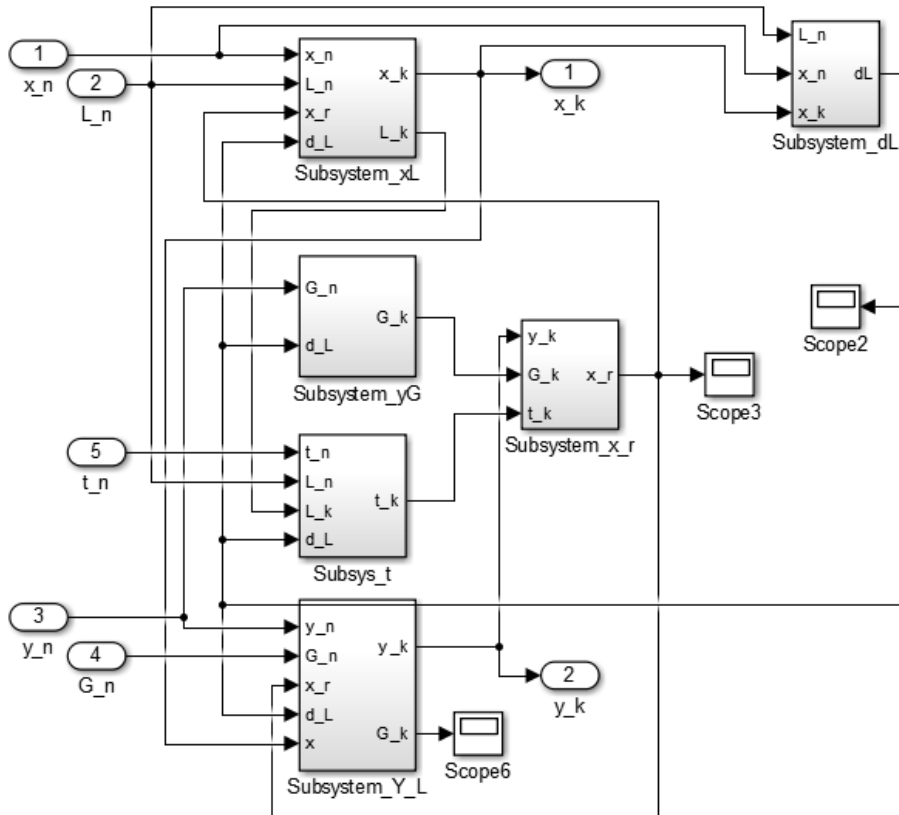 1
x_n
2
L_n
x_n
L_n
x_r
d_L
x_k
L_k
Subsystem_xL
1
x_k
L_n
x_n
x_k
dL
Subsystem_dL
G_n
d_L
G_k
Subsystem_yG
y_k
G_k
t_k
x_r
Subsystem_x_r
Scope3
Scope2
5
t_n
t_n
L_n
L_k
d_L
t_k
Subsys_t
3
y_n
4
G_n
y_n
G_n
x_r
d_L
x
y_k
G_k
Subsystem_Y_L
Scope6
2
y_k